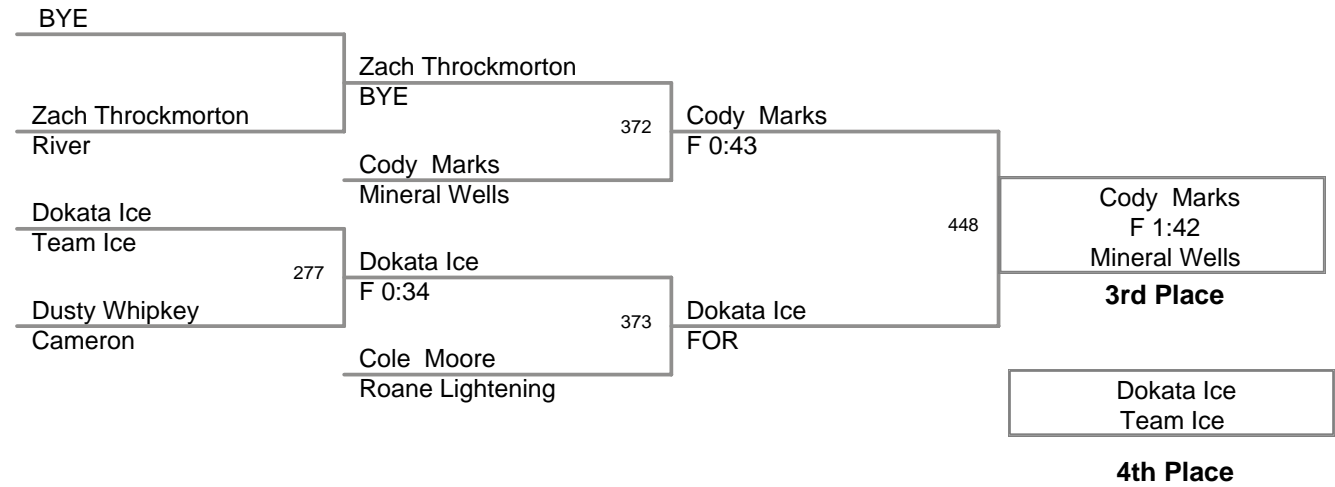 BYE
Zach Throckmorton
River
Dokata Ice
Team Ice
277
Dusty Whipkey
Cameron
Zach Throckmorton
BYE
372
Cody Marks
Mineral Wells
Dokata Ice
F 0:34
373
Cole Moore
Roane Lightening
Cody Marks
F 0:43
448
Dokata Ice
FOR
Cody Marks
F 1:42
Mineral Wells
3rd Place
Dokata Ice
Team Ice
4th Place